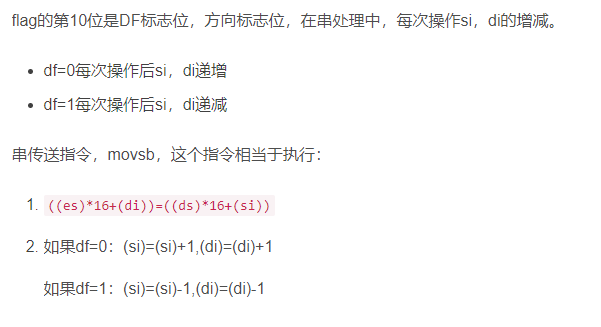 flag的第10位是DF标志位，方向标志位，在串处理中，每次操作si，di的增减。
df=0每次操作后si，di递增
df=1每次操作后si，di递减
串传送指令，movsb，这个指令相当于执行：
1. ((es)*16+(di))=((ds)*16+(si))
2. 如果df=0：(si)=(si)+1,(di)=(di)+1
如果df=1：(si)=(si)-1,(di)=(di)-1